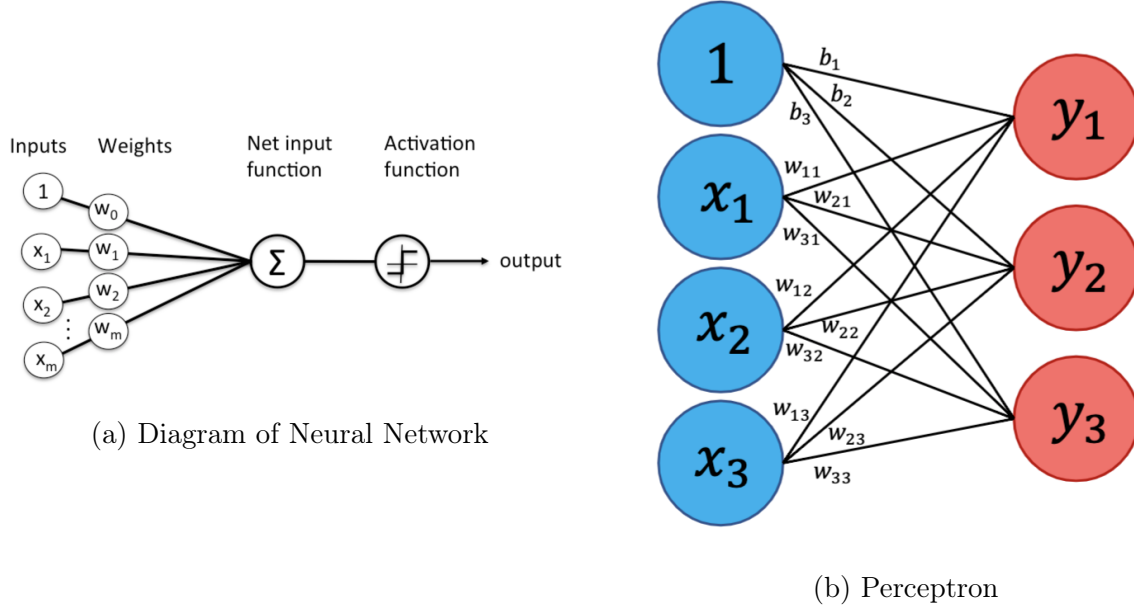 Inputs Weights Net input function Activation function
1
w₀
x₁ w₁
Σ
output
x₂ w₂
⋮ wₘ
xₘ
(a) Diagram of Neural Network
1
b₁
b₂
b₃
y₁
x₁
w₁₁
w₂₁
w₃₁
y₂
x₂
w₁₂
w₂₂
w₃₂
y₃
x₃
w₁₃
w₂₃
w₃₃
(b) Perceptron